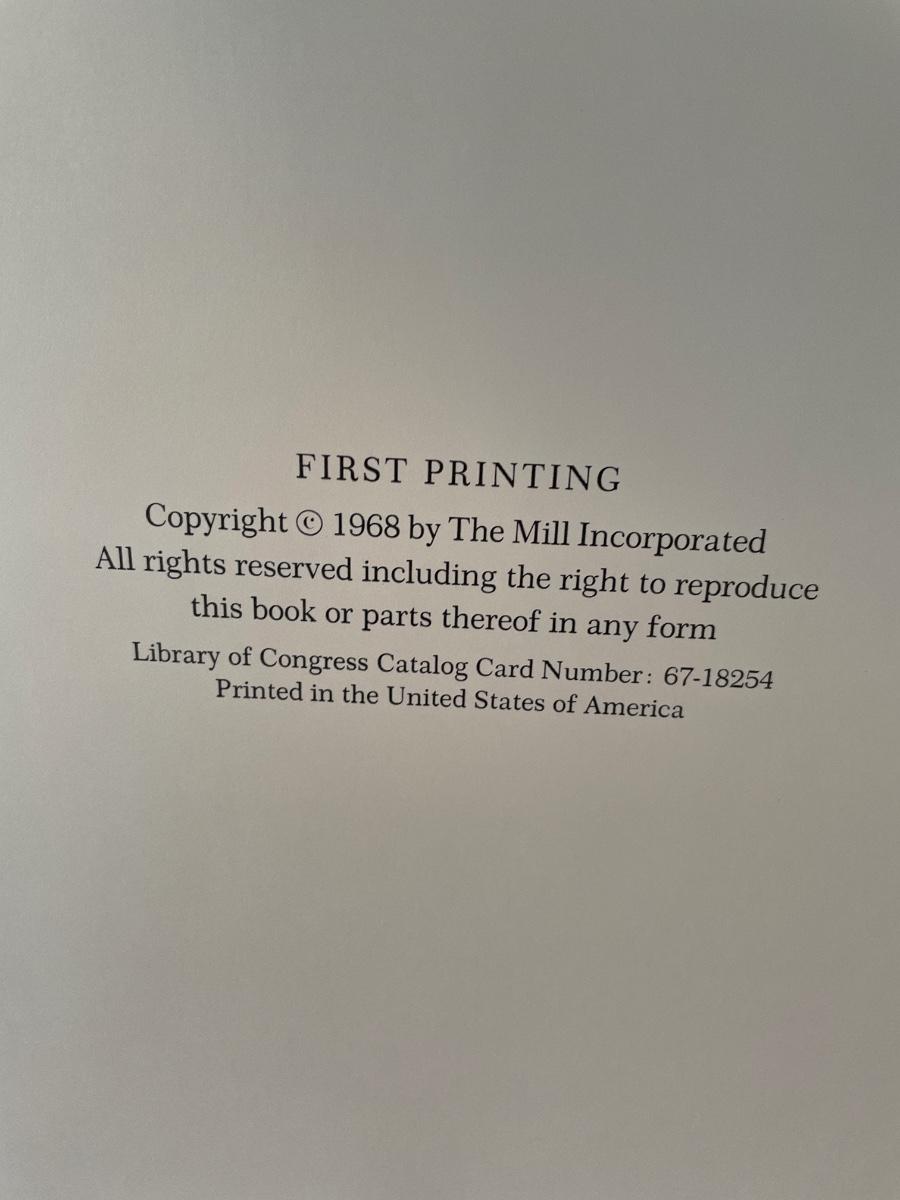 FIRST PRINTING
Copyright © 1968 by The Mill Incorporated
All rights reserved including the right to reproduce
this book or parts thereof in any form
Library of Congress Catalog Card Number: 67-18254
Printed in the United States of America